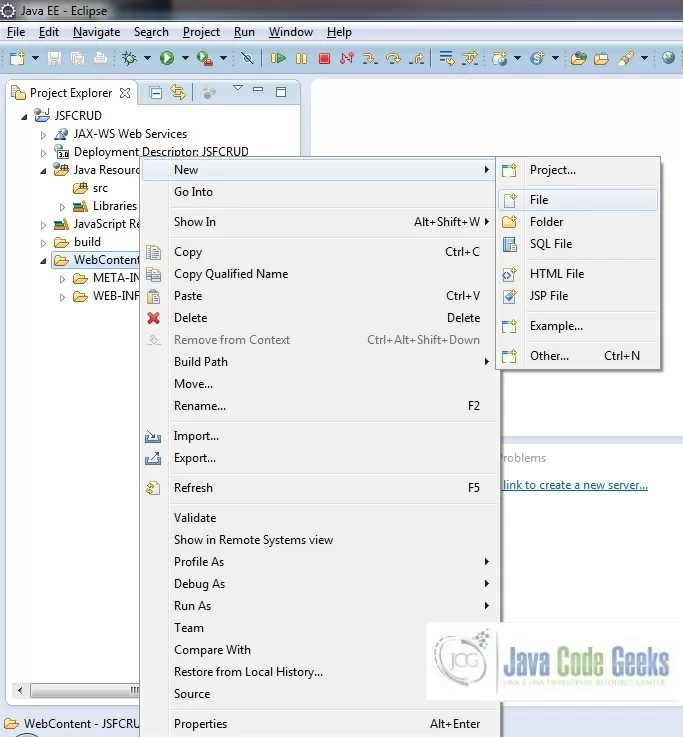 Java EE - Eclipse
File Edit Navigate Search Project Run Window Help
Project Explorer
JSFCRUD
JAX-WS Web Services
Deployment Descriptor: JSFCRUD
Java Resourc
src
Libraries
JavaScript Re
build
WebContent
META-IN
WEB-INF
New
Go Into
Show In Alt+Shift+W
Copy Ctrl+C
Copy Qualified Name
Paste Ctrl+V
Delete Delete
Remove from Context Ctrl+Alt+Shift+Down
Build Path
Move...
Rename... F2
Import...
Export...
Refresh F5
Validate
Show in Remote Systems view
Profile As
Debug As
Run As
Team
Compare With
Restore from Local History...
Source
Properties Alt+Enter
Project...
File
Folder
SQL File
HTML File
JSP File
Example...
Other... Ctrl+N
roblems
link to create a new server...
JCG
Java Code Geeks
JAVA 2 JAVA DEVELOPERS RESOURCE CENTER
WebContent - JSFCRU